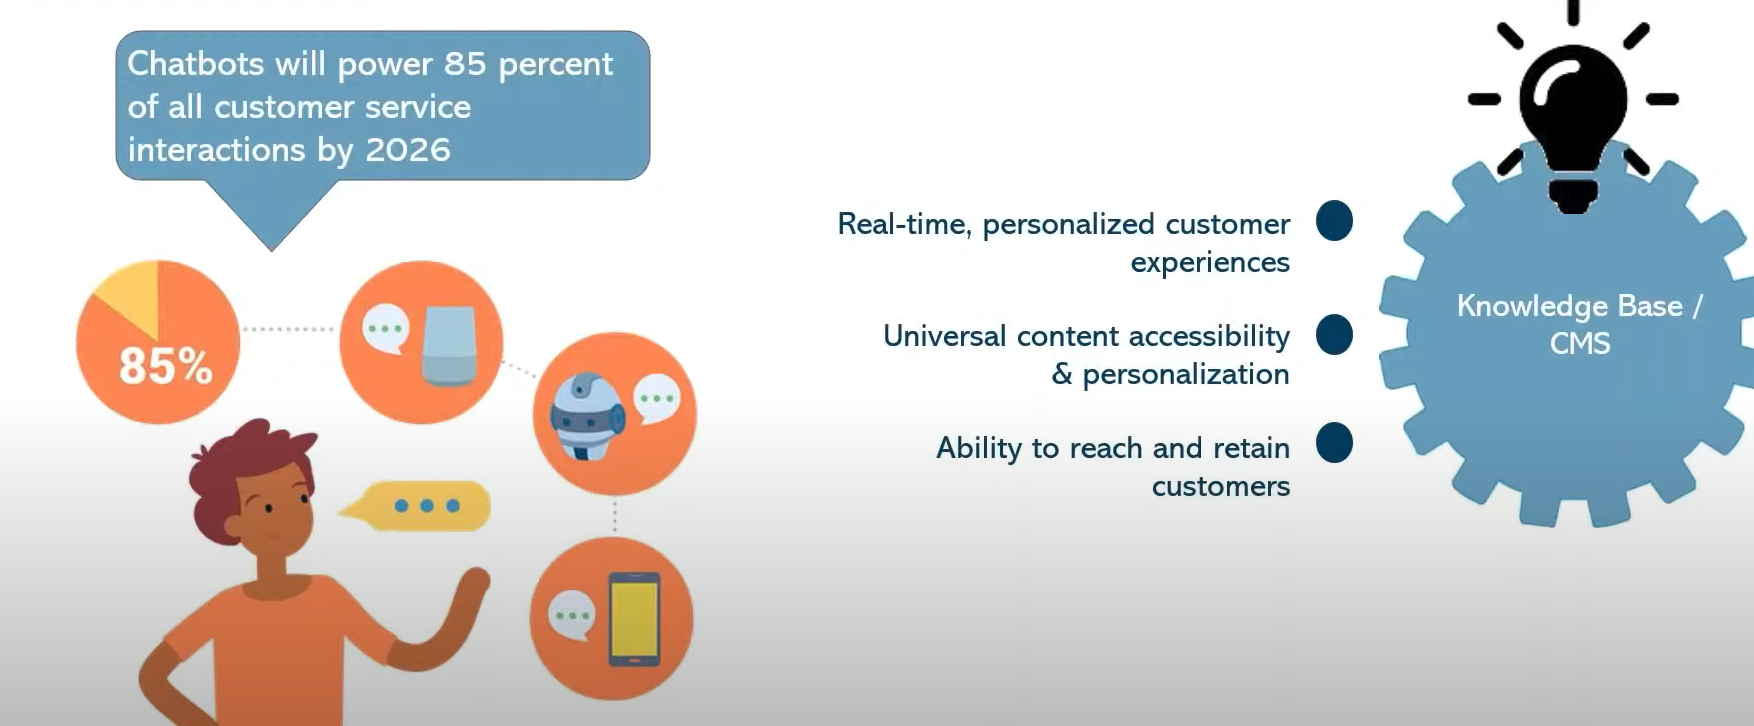 Chatbots will power 85 percent
of all customer service
interactions by 2026
85%
Real-time, personalized customer
experiences
Universal content accessibility
& personalization
Ability to reach and retain
customers
Knowledge Base /
CMS